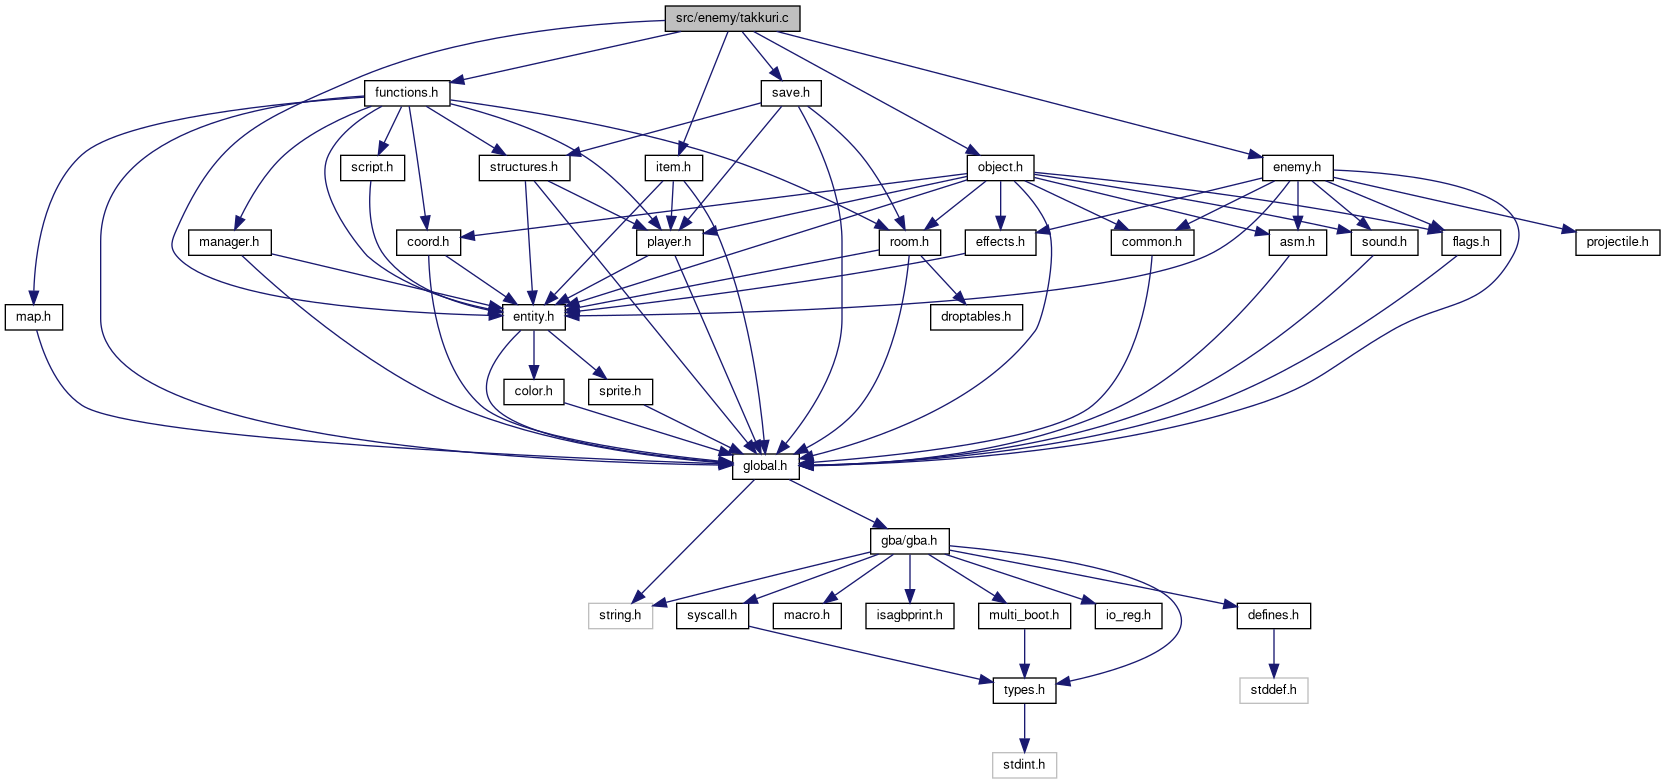 src/enemy/takkuri.c
functions.h
save.h
script.h
structures.h
item.h
object.h
enemy.h
manager.h
coord.h
player.h
room.h
effects.h
common.h
asm.h
sound.h
flags.h
projectile.h
map.h
entity.h
droptables.h
color.h
sprite.h
global.h
gba/gba.h
string.h
syscall.h
macro.h
isagbprint.h
multi_boot.h
io_reg.h
defines.h
types.h
stddef.h
stdint.h